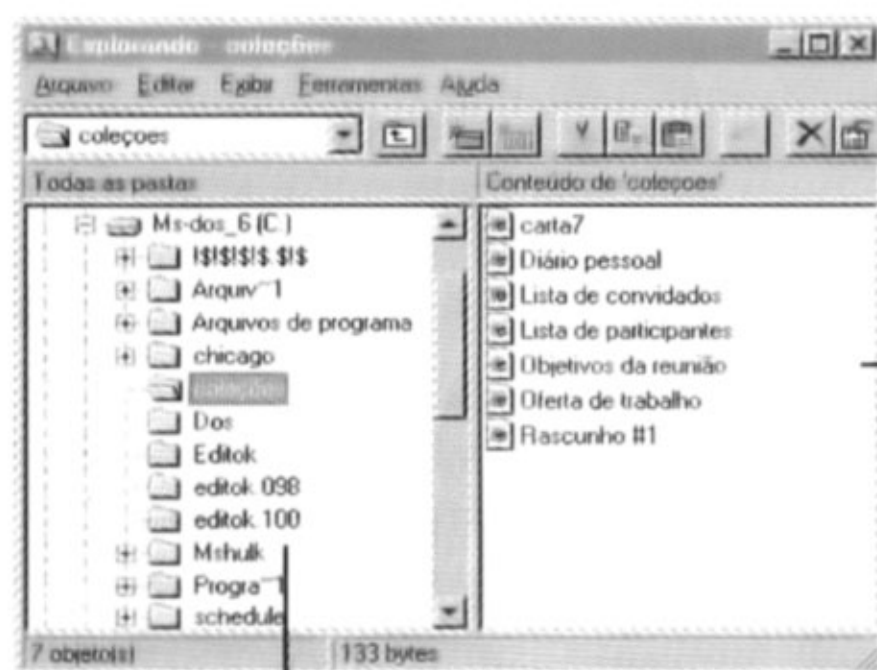 Explorando - coleções
Arquivo Editar Exibir Ferramentas Ajuda
coleçoes
Todas as pastas
Conteúdo de 'coleçoes'
Ms-dos_6 (C:)
!$!$!$!$.$!$
Arquiv~1
Arquivos de programa
chicago
coleções
Dos
Editok
editok.098
editok.100
Mshulk
Progra~1
schedule
carta7
Diário pessoal
Lista de convidados
Lista de participantes
Objetivos da reunião
Oferta de trabalho
Rascunho #1
7 objeto(s)
133 bytes